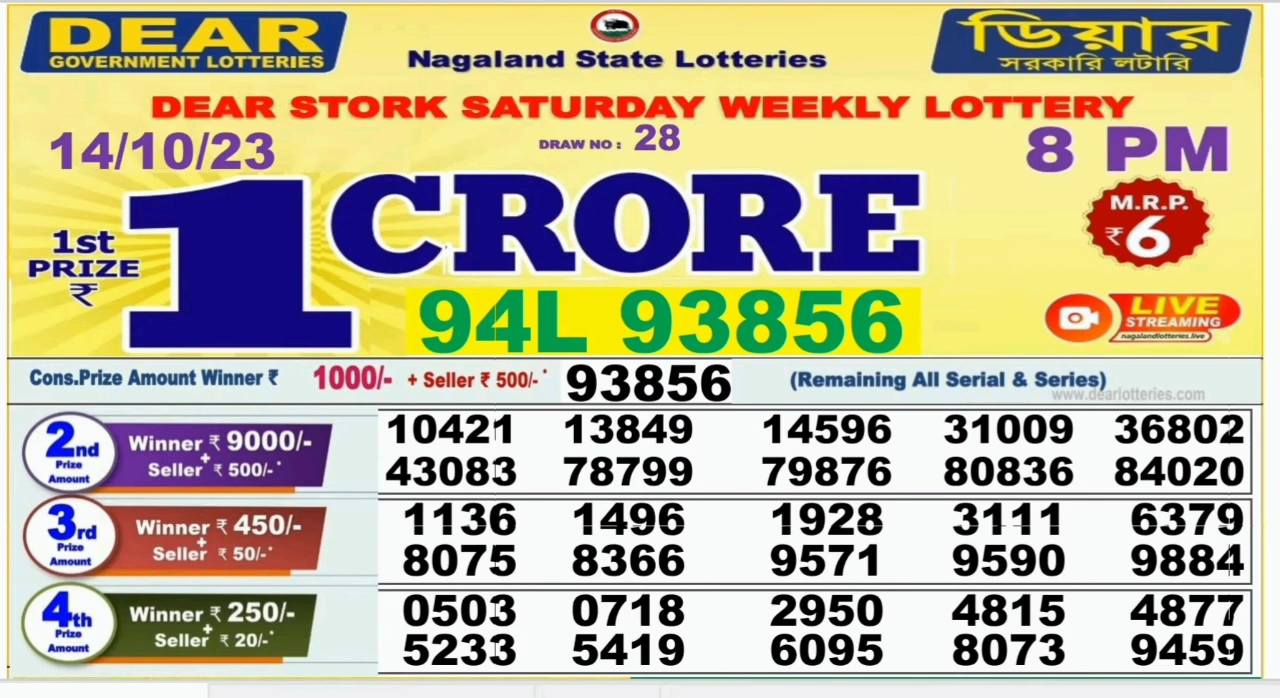 DEAR
GOVERNMENT LOTTERIES
Nagaland State Lotteries
ডিয়ার
সরকারি লটারি
DEAR STORK SATURDAY WEEKLY LOTTERY
14/10/23
DRAW NO : 28
8 PM
1st
PRIZE
₹
1 CRORE
M.R.P.
₹ 6
94L 93856
LIVE
STREAMING
nagalandlotteries.live
Cons.Prize Amount Winner ₹ 1000/- + Seller ₹ 500/-* 93856 (Remaining All Serial & Series)
www.dearlotteries.com
2nd
Prize
Amount
Winner ₹ 9000/-
+
Seller ₹ 500/-*
10421 13849 14596 31009 36802
43083 78799 79876 80836 84020
3rd
Prize
Amount
Winner ₹ 450/-
+
Seller ₹ 50/-*
1136 1496 1928 3111 6379
8075 8366 9571 9590 9884
4th
Prize
Amount
Winner ₹ 250/-
+
Seller ₹ 20/-*
0503 0718 2950 4815 4877
5233 5419 6095 8073 9459